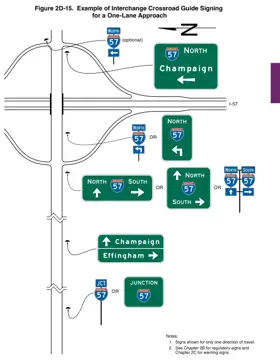 Figure 2D-15. Example of Interchange Crossroad Guide Signing
for a One-Lane Approach
NORTH
57
(optional)
57 NORTH
Champaign
I-57
NORTH
57
OR
NORTH
57
NORTH 57 SOUTH
OR
NORTH
57
SOUTH
OR
NORTH SOUTH
57 57
Champaign
Effingham
JCT
57
OR
JUNCTION
57
Notes:
1. Signs shown for only one direction of travel.
2. See Chapter 2B for regulatory signs and
Chapter 2C for warning signs.